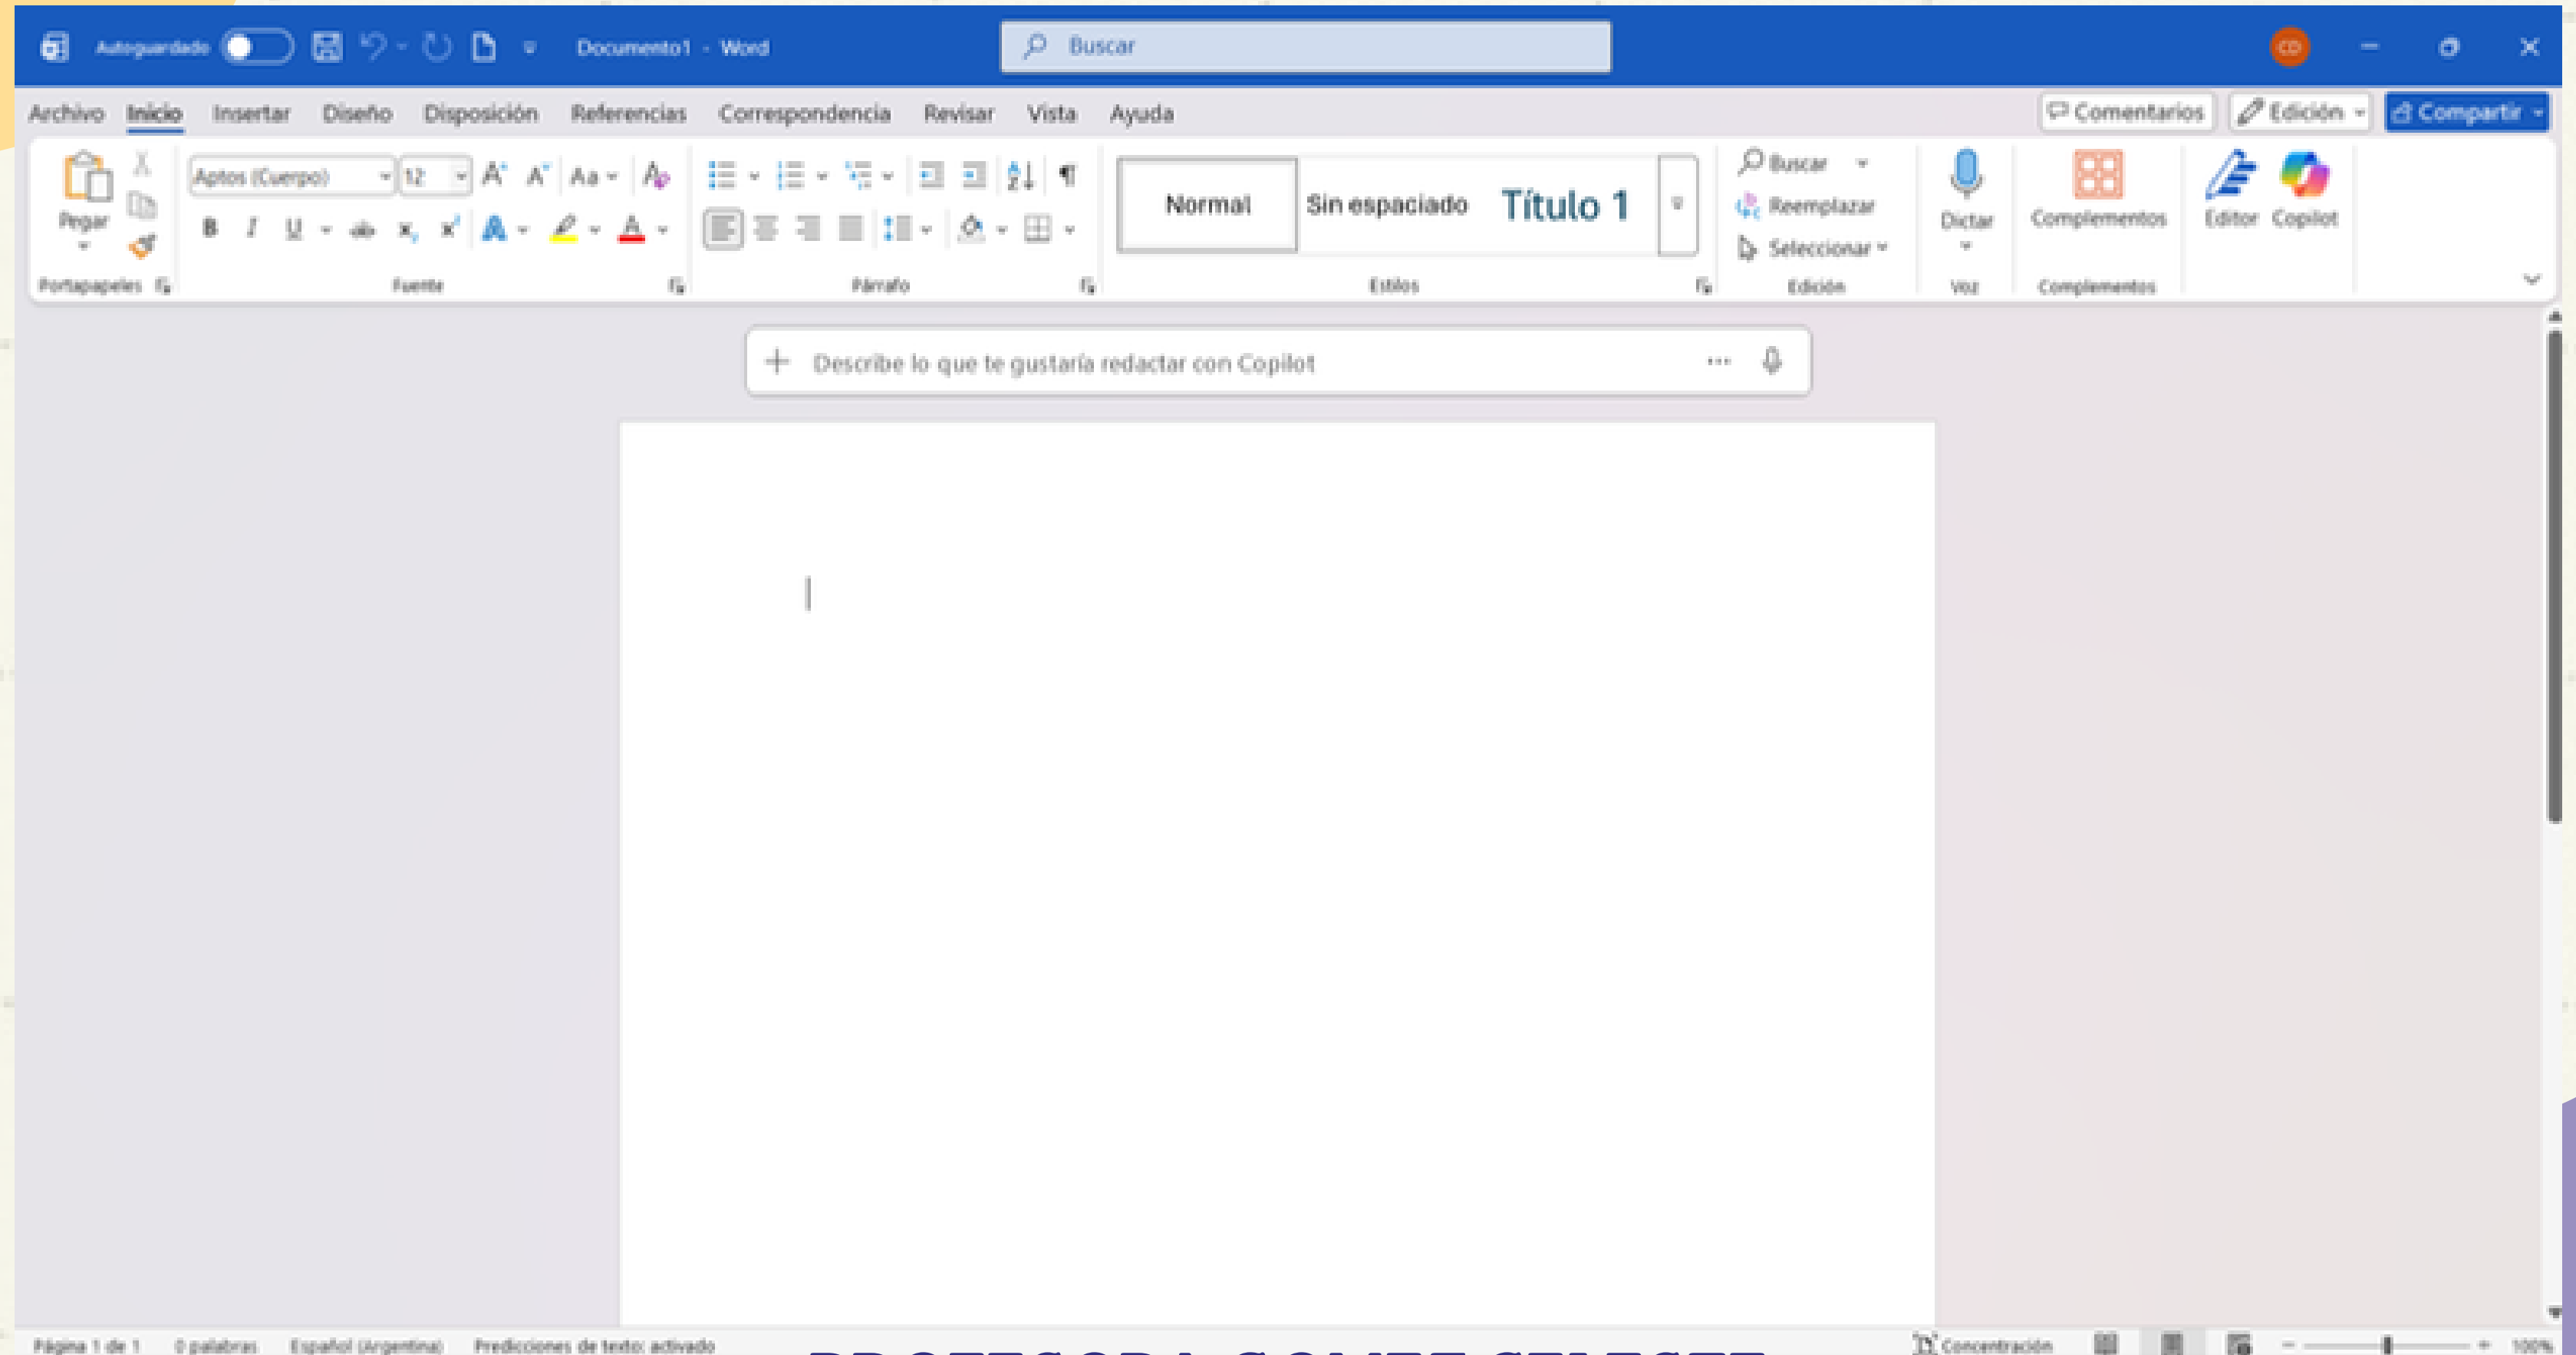 Autoguardado Documento1 - Word Buscar CD
Archivo Inicio Insertar Diseño Disposición Referencias Correspondencia Revisar Vista Ayuda Comentarios Edición Compartir
Pegar Aptos (Cuerpo) 12 A A Aa A Normal Sin espaciado Título 1 Buscar Reemplazar Seleccionar Dictar Complementos Editor Copilot
Portapapeles Fuente Párrafo Estilos Edición Voz Complementos
Describe lo que te gustaría redactar con Copilot
Página 1 de 1 0 palabras Español (Argentina) Predicciones de texto: activado Concentración 100%